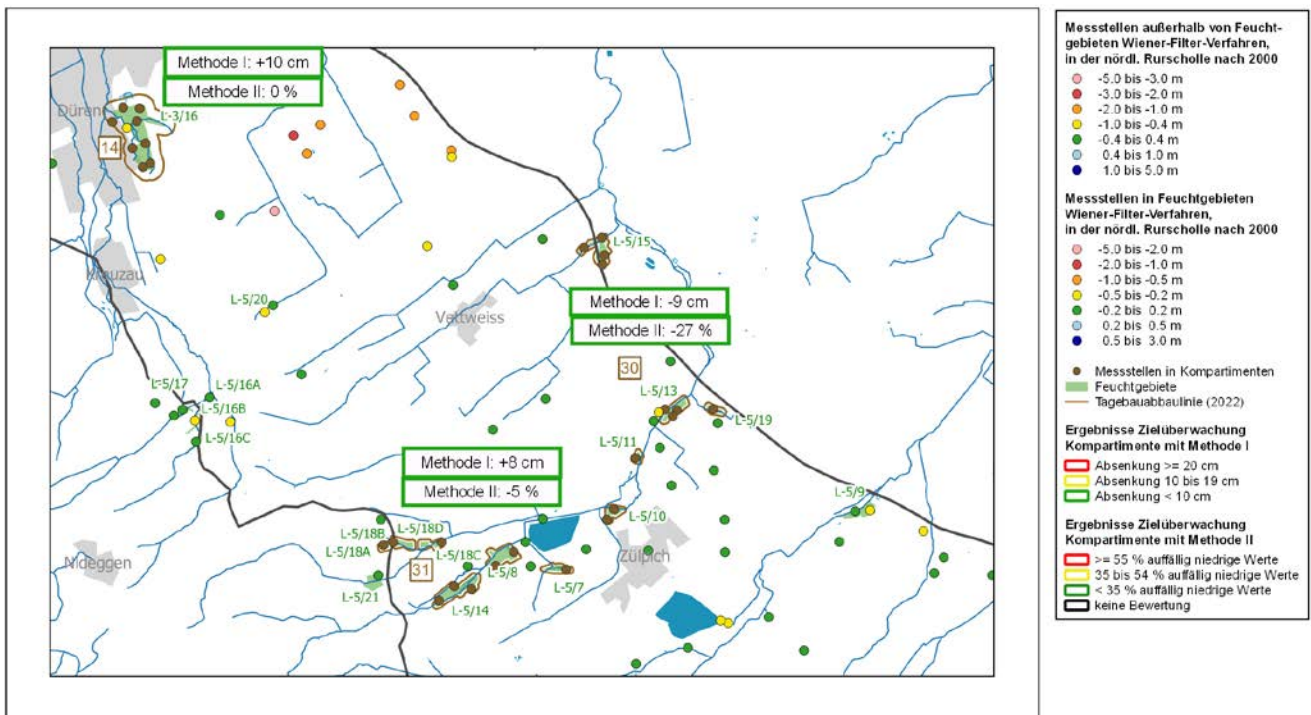 Methode I: +10 cm
Methode II: 0 %
Düren
L-3/16
14
Kreuzau
L-5/20
Vettweiss
L-5/15
Methode I: -9 cm
Methode II: -27 %
30
L-5/17
L-5/16A
L-5/16B
L-5/16C
L-5/13
L-5/19
L-5/11
Methode I: +8 cm
Methode II: -5 %
L-5/9
L-5/10
L-5/18B
L-5/18D
L-5/18A
L-5/18C
Nideggen
31
L-5/8
L-5/7
Zülpich
L-5/21
L-5/14
Messstellen außerhalb von Feucht-
gebieten Wiener-Filter-Verfahren,
in der nördl. Rurscholle nach 2000
-5.0 bis -3.0 m
-3.0 bis -2.0 m
-2.0 bis -1.0 m
-1.0 bis -0.4 m
-0.4 bis 0.4 m
0.4 bis 1.0 m
1.0 bis 5.0 m
Messstellen in Feuchtgebieten
Wiener-Filter-Verfahren,
in der nördl. Rurscholle nach 2000
-5.0 bis -2.0 m
-2.0 bis -1.0 m
-1.0 bis -0.5 m
-0.5 bis -0.2 m
-0.2 bis 0.2 m
0.2 bis 0.5 m
0.5 bis 3.0 m
Messstellen in Kompartimenten
Feuchtgebiete
Tagebauabbaulinie (2022)
Ergebnisse Zielüberwachung
Kompartimente mit Methode I
Absenkung >= 20 cm
Absenkung 10 bis 19 cm
Absenkung < 10 cm
Ergebnisse Zielüberwachung
Kompartimente mit Methode II
>= 55 % auffällig niedrige Werte
35 bis 54 % auffällig niedrige Werte
< 35 % auffällig niedrige Werte
keine Bewertung